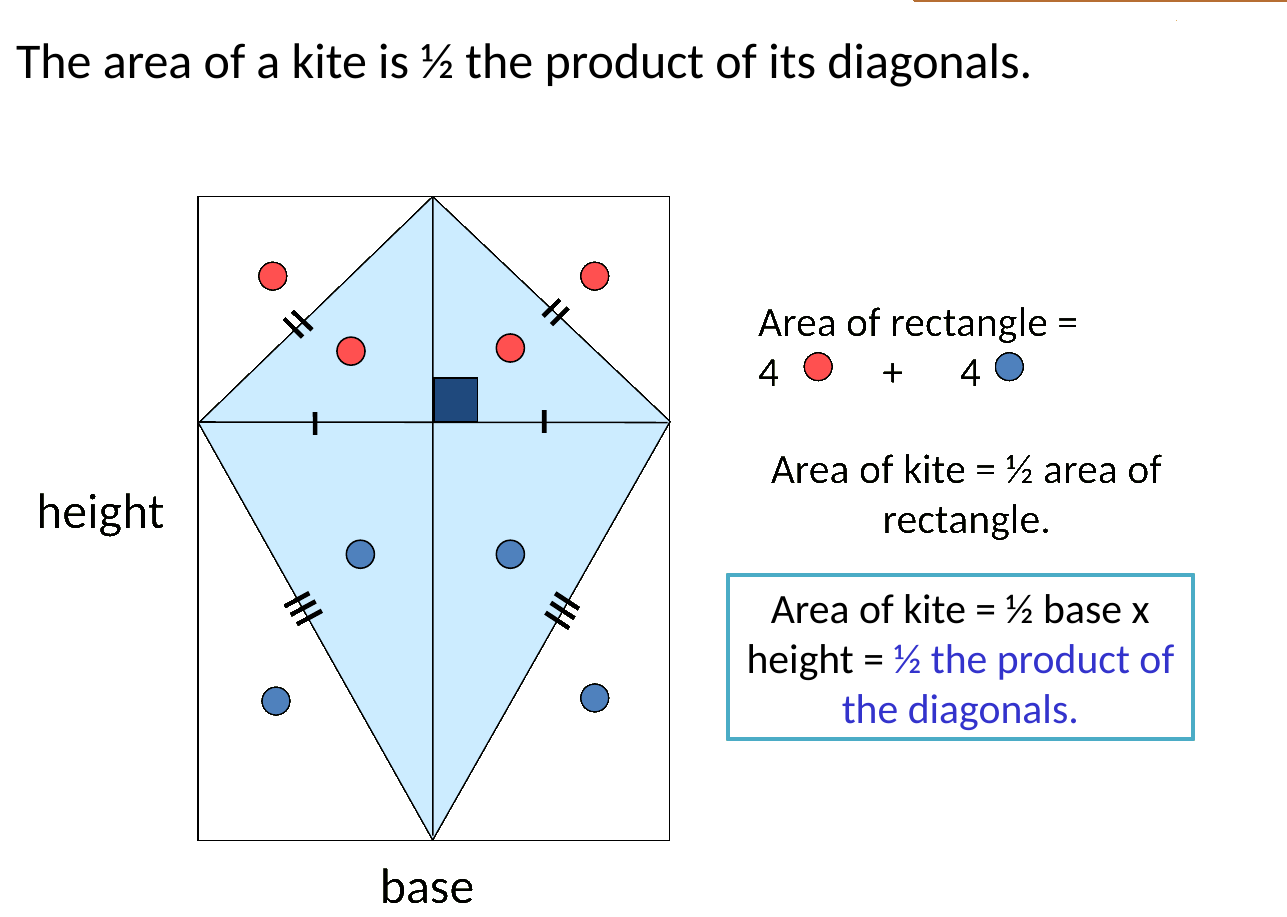 The area of a kite is ½ the product of its diagonals.
Area of rectangle =
4 + 4
Area of kite = ½ area of
rectangle.
height
Area of kite = ½ base x
height = ½ the product of
the diagonals.
base